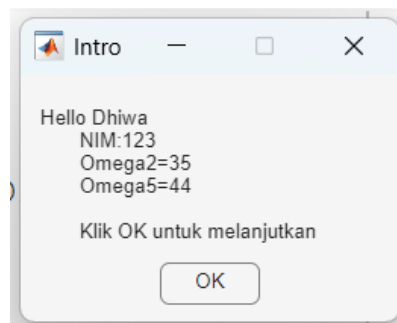 Intro
Hello Dhiwa
NIM:123
Omega2=35
Omega5=44
Klik OK untuk melanjutkan
OK